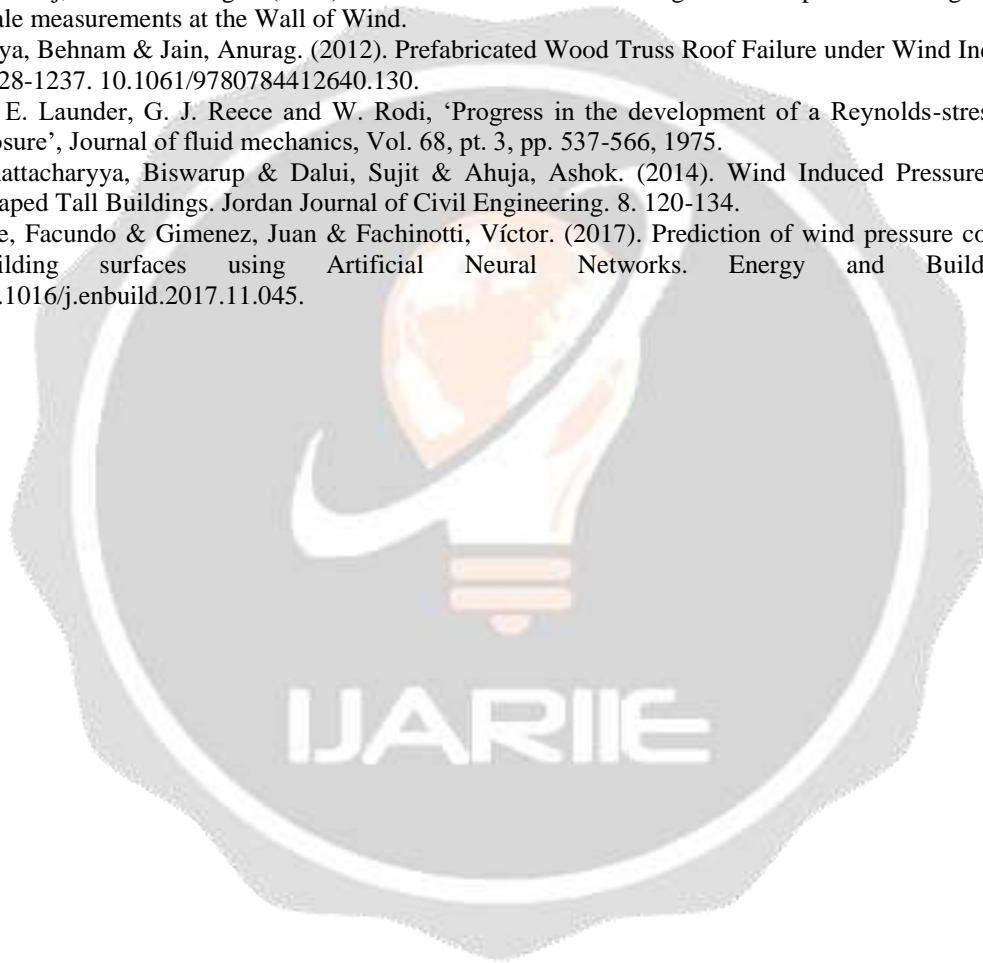 ale measurements at the Wall of Wind.
ya, Behnam & Jain, Anurag. (2012). Prefabricated Wood Truss Roof Failure under Wind
28-1237. 10.1061/9780784412640.130.
E. Launder, G. J. Reece and W. Rodi, ‘Progress in the development of a Reynolds-stres
osure’, Journal of fluid mechanics, Vol. 68, pt. 3, pp. 537-566, 1975.
attacharyya, Biswarup & Dalui, Sujit & Ahuja, Ashok. (2014). Wind Induced Pressure
aped Tall Buildings. Jordan Journal of Civil Engineering. 8. 120-134.
e, Facundo & Gimenez, Juan & Fachinotti, Víctor. (2017). Prediction of wind pressure co
ilding surfaces using Artificial Neural Networks. Energy and Build
.1016/j.enbuild.2017.11.045.
IJARIIE